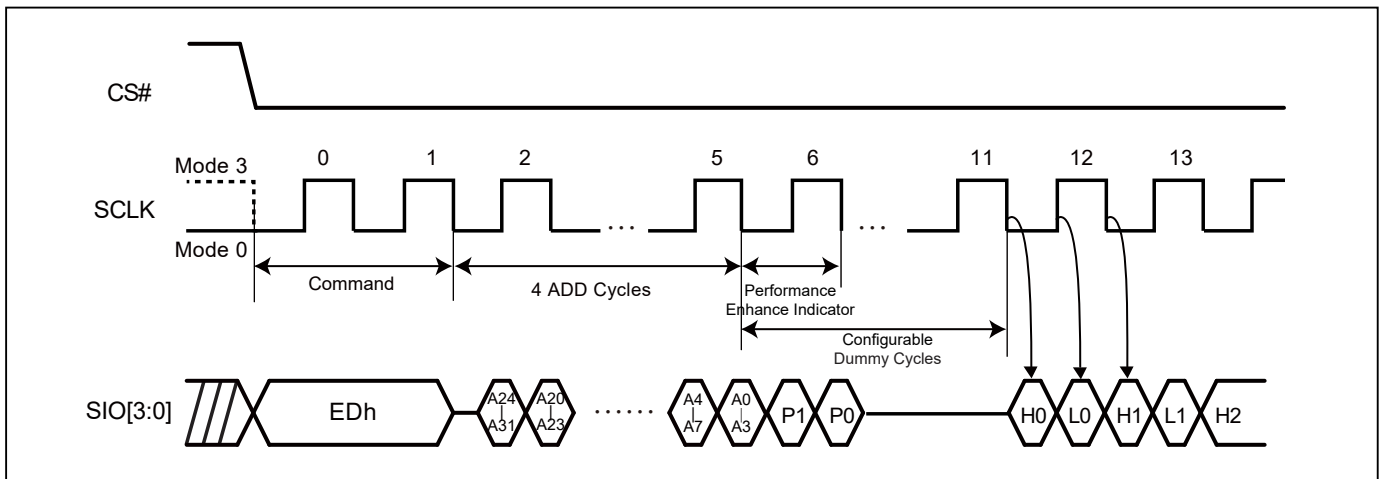 CS#
Mode 3
0 1 2 5 6 11 12 13
SCLK
...
...
Mode 0
Command
4 ADD Cycles
Performance
Enhance Indicator
Configurable
Dummy Cycles
SIO[3:0]
EDh
A24 | A31
A20 | A23
......
A4 | A7
A0 | A3
P1
P0
H0
L0
H1
L1
H2